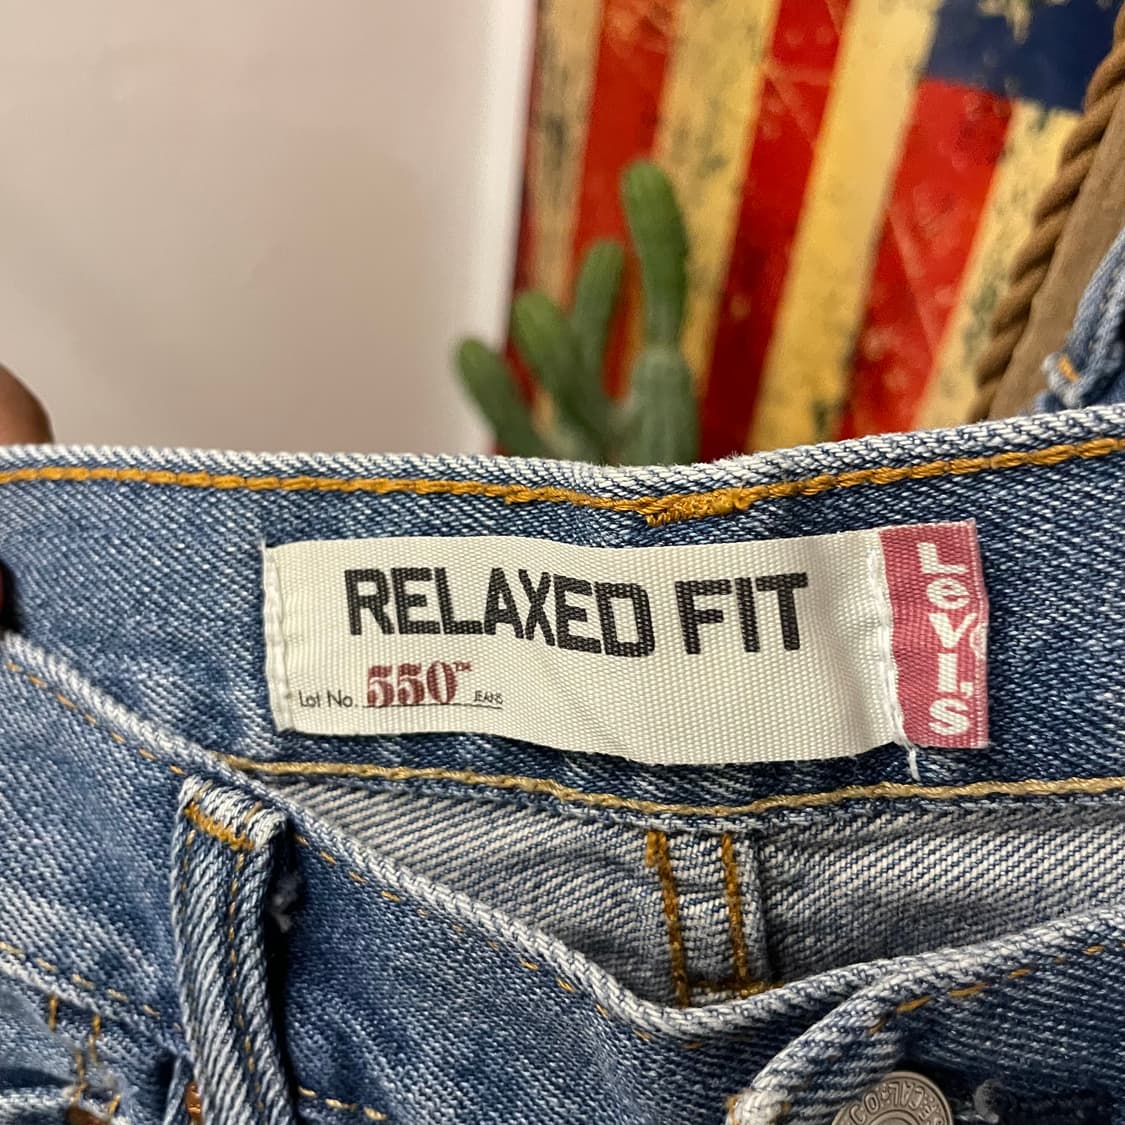 RELAXED FIT
Lot No. 550™ JEANS
Levi's